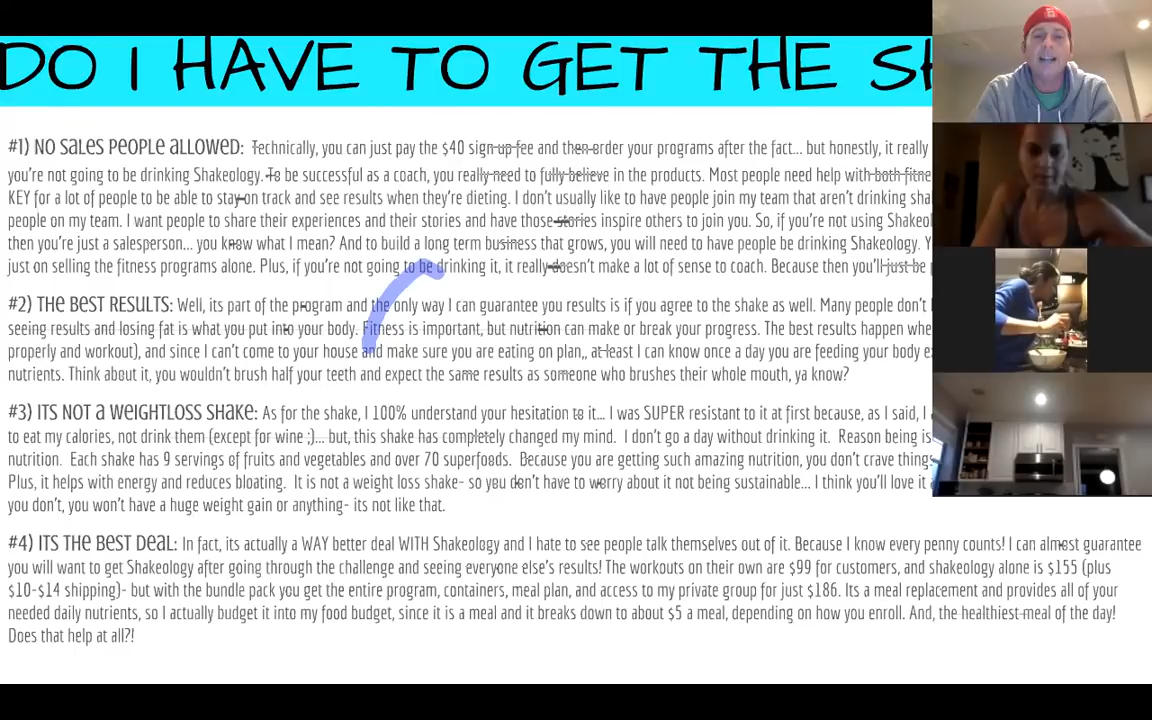 DO I HAVE TO GET THE SH
#1) NO SALES PEOPLE ALLOWED: Technically, you can just pay the $40 sign up fee and then order your programs after the fact... but honestly, it really
you're not going to be drinking Shakeology. To be successful as a coach, you really need to fully believe in the products. Most people need help with both fitne
KEY for a lot of people to be able to stay on track and see results when they're dieting. I don't usually like to have people join my team that aren't drinking sha
people on my team. I want people to share their experiences and their stories and have those stories inspire others to join you. So, if you're not using Shakeol
then you're just a salesperson... you know what I mean? And to build a long term business that grows, you will need to have people be drinking Shakeology. Y
just on selling the fitness programs alone. Plus, if you're not going to be drinking it, it really doesn't make a lot of sense to coach. Because then you'll just be p
#2) THE BEST RESULTS: Well, its part of the program and the only way I can guarantee you results is if you agree to the shake as well. Many people don't
seeing results and losing fat is what you put into your body. Fitness is important, but nutrition can make or break your progress. The best results happen whe
properly and workout), and since I can't come to your house and make sure you are eating on plan,, at least I can know once a day you are feeding your body e
nutrients. Think about it, you wouldn't brush half your teeth and expect the same results as someone who brushes their whole mouth, ya know?
#3) ITS NOT A WEIGHTLOSS SHAKE: As for the shake, I 100% understand your hesitation to it... I was SUPER resistant to it at first because, as I said, I
to eat my calories, not drink them (except for wine ;)... but, this shake has completely changed my mind. I don't go a day without drinking it. Reason being is
nutrition. Each shake has 9 servings of fruits and vegetables and over 70 superfoods. Because you are getting such amazing nutrition, you don't crave things
Plus, it helps with energy and reduces bloating. It is not a weight loss shake- so you don't have to worry about it not being sustainable... I think you'll love it
you don't, you won't have a huge weight gain or anything- its not like that.
#4) ITS THE BEST DEAL: In fact, its actually a WAY better deal WITH Shakeology and I hate to see people talk themselves out of it. Because I know every penny counts! I can almost guarantee
you will want to get Shakeology after going through the challenge and seeing everyone else's results! The workouts on their own are $99 for customers, and shakeology alone is $155 (plus
$10-$14 shipping)- but with the bundle pack you get the entire program, containers, meal plan, and access to my private group for just $186. Its a meal replacement and provides all of your
needed daily nutrients, so I actually budget it into my food budget, since it is a meal and it breaks down to about $5 a meal, depending on how you enroll. And, the healthiest meal of the day!
Does that help at all?!